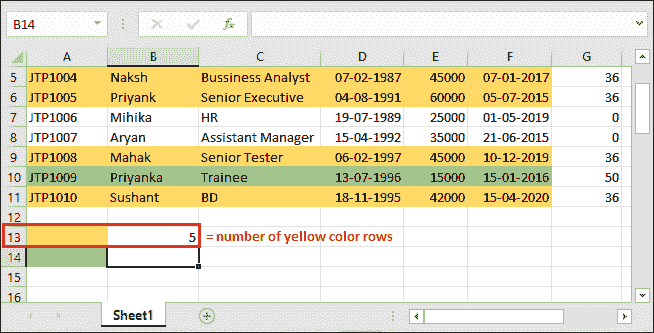 B14 fx
A B C D E F G
5 JTP1004 Naksh Bussiness Analyst 07-02-1987 45000 07-01-2017 36
6 JTP1005 Priyank Senior Executive 04-08-1991 60000 05-07-2015 36
7 JTP1006 Mihika HR 19-07-1989 25000 01-05-2019 0
8 JTP1007 Aryan Assistant Manager 15-04-1992 35000 21-06-2015 0
9 JTP1008 Mahak Senior Tester 06-02-1997 45000 10-12-2019 36
10 JTP1009 Priyanka Trainee 13-07-1996 15000 15-01-2016 50
11 JTP1010 Sushant BD 18-11-1995 42000 15-04-2020 36
12
13 5 = number of yellow color rows
14
15
16
Sheet1